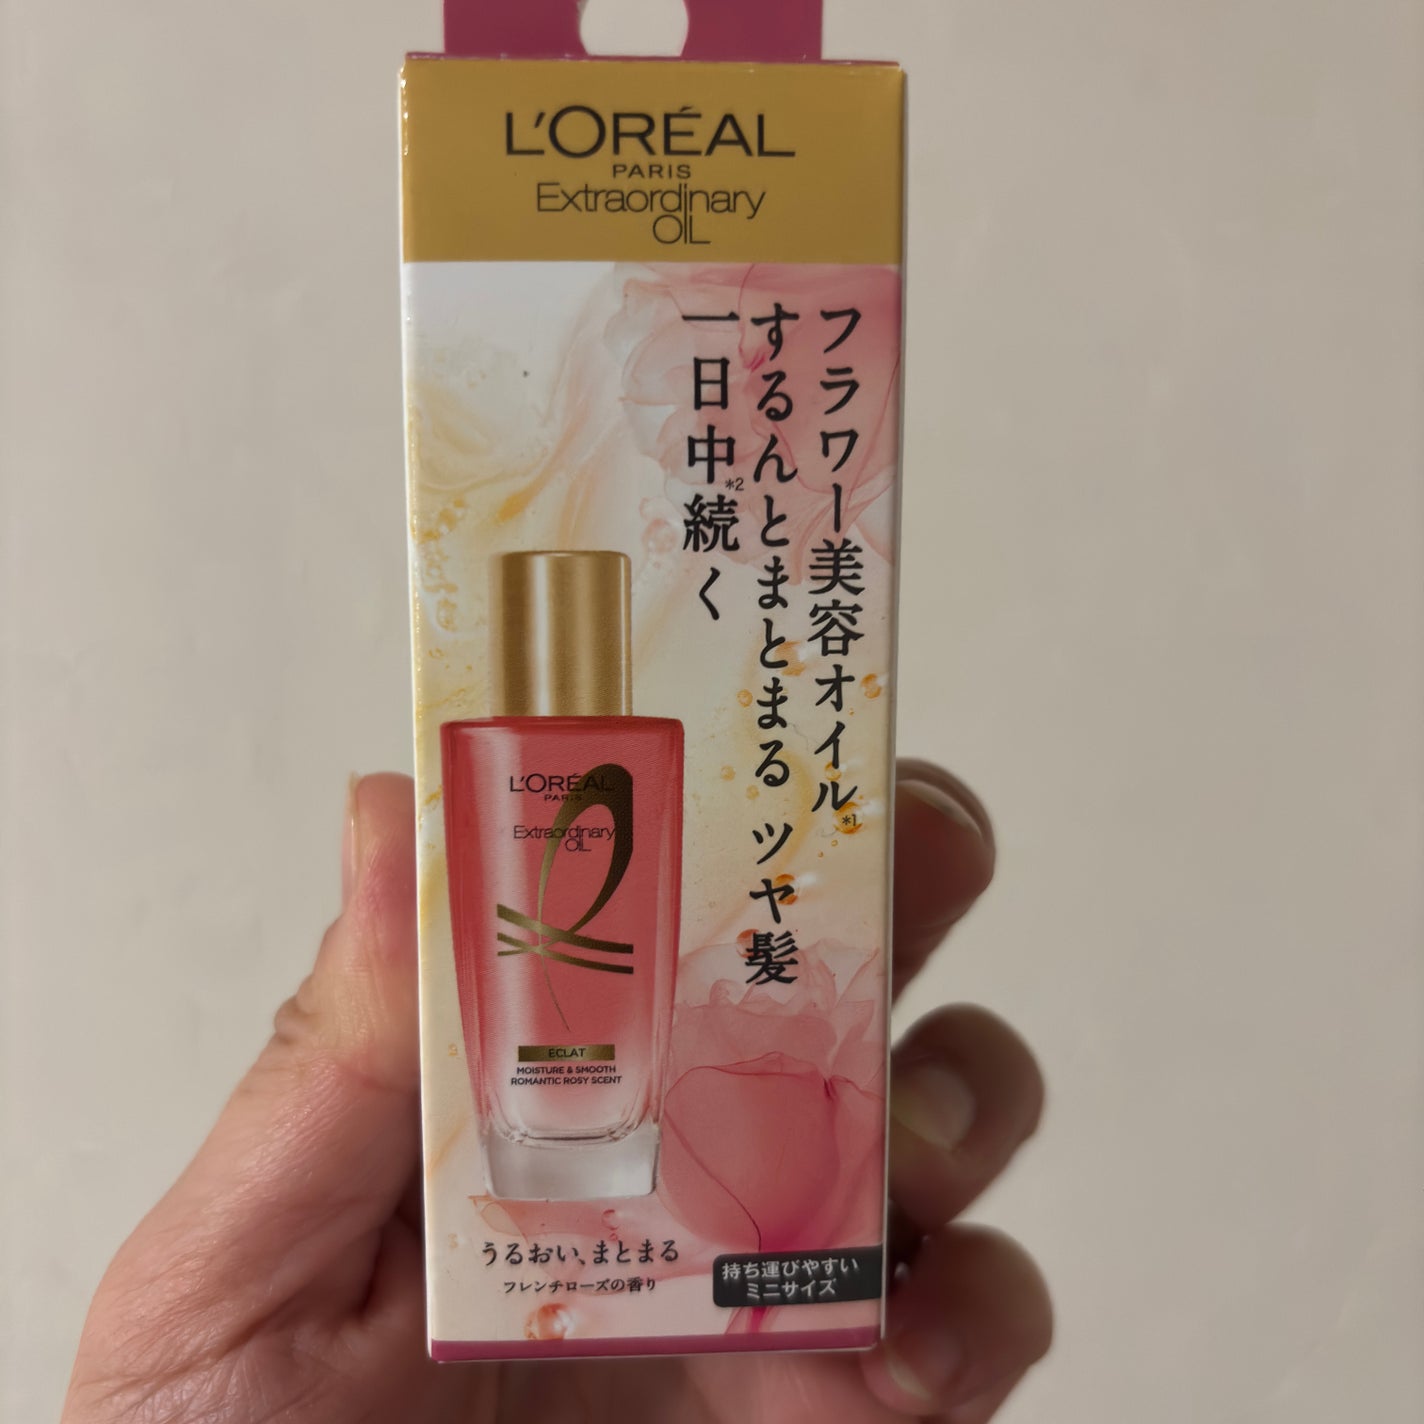 L'ORÉAL
PARIS
Extraordinary
OIL
フラワー美容オイル*1
するんとまとまる ツヤ髪
一日中*2続く
L'ORÉAL
PARIS
Extraordinary
OIL
ECLAT
MOISTURE & SMOOTH
ROMANTIC ROSY SCENT
うるおい、まとまる
フレンチローズの香り
持ち運びやすい
ミニサイズ